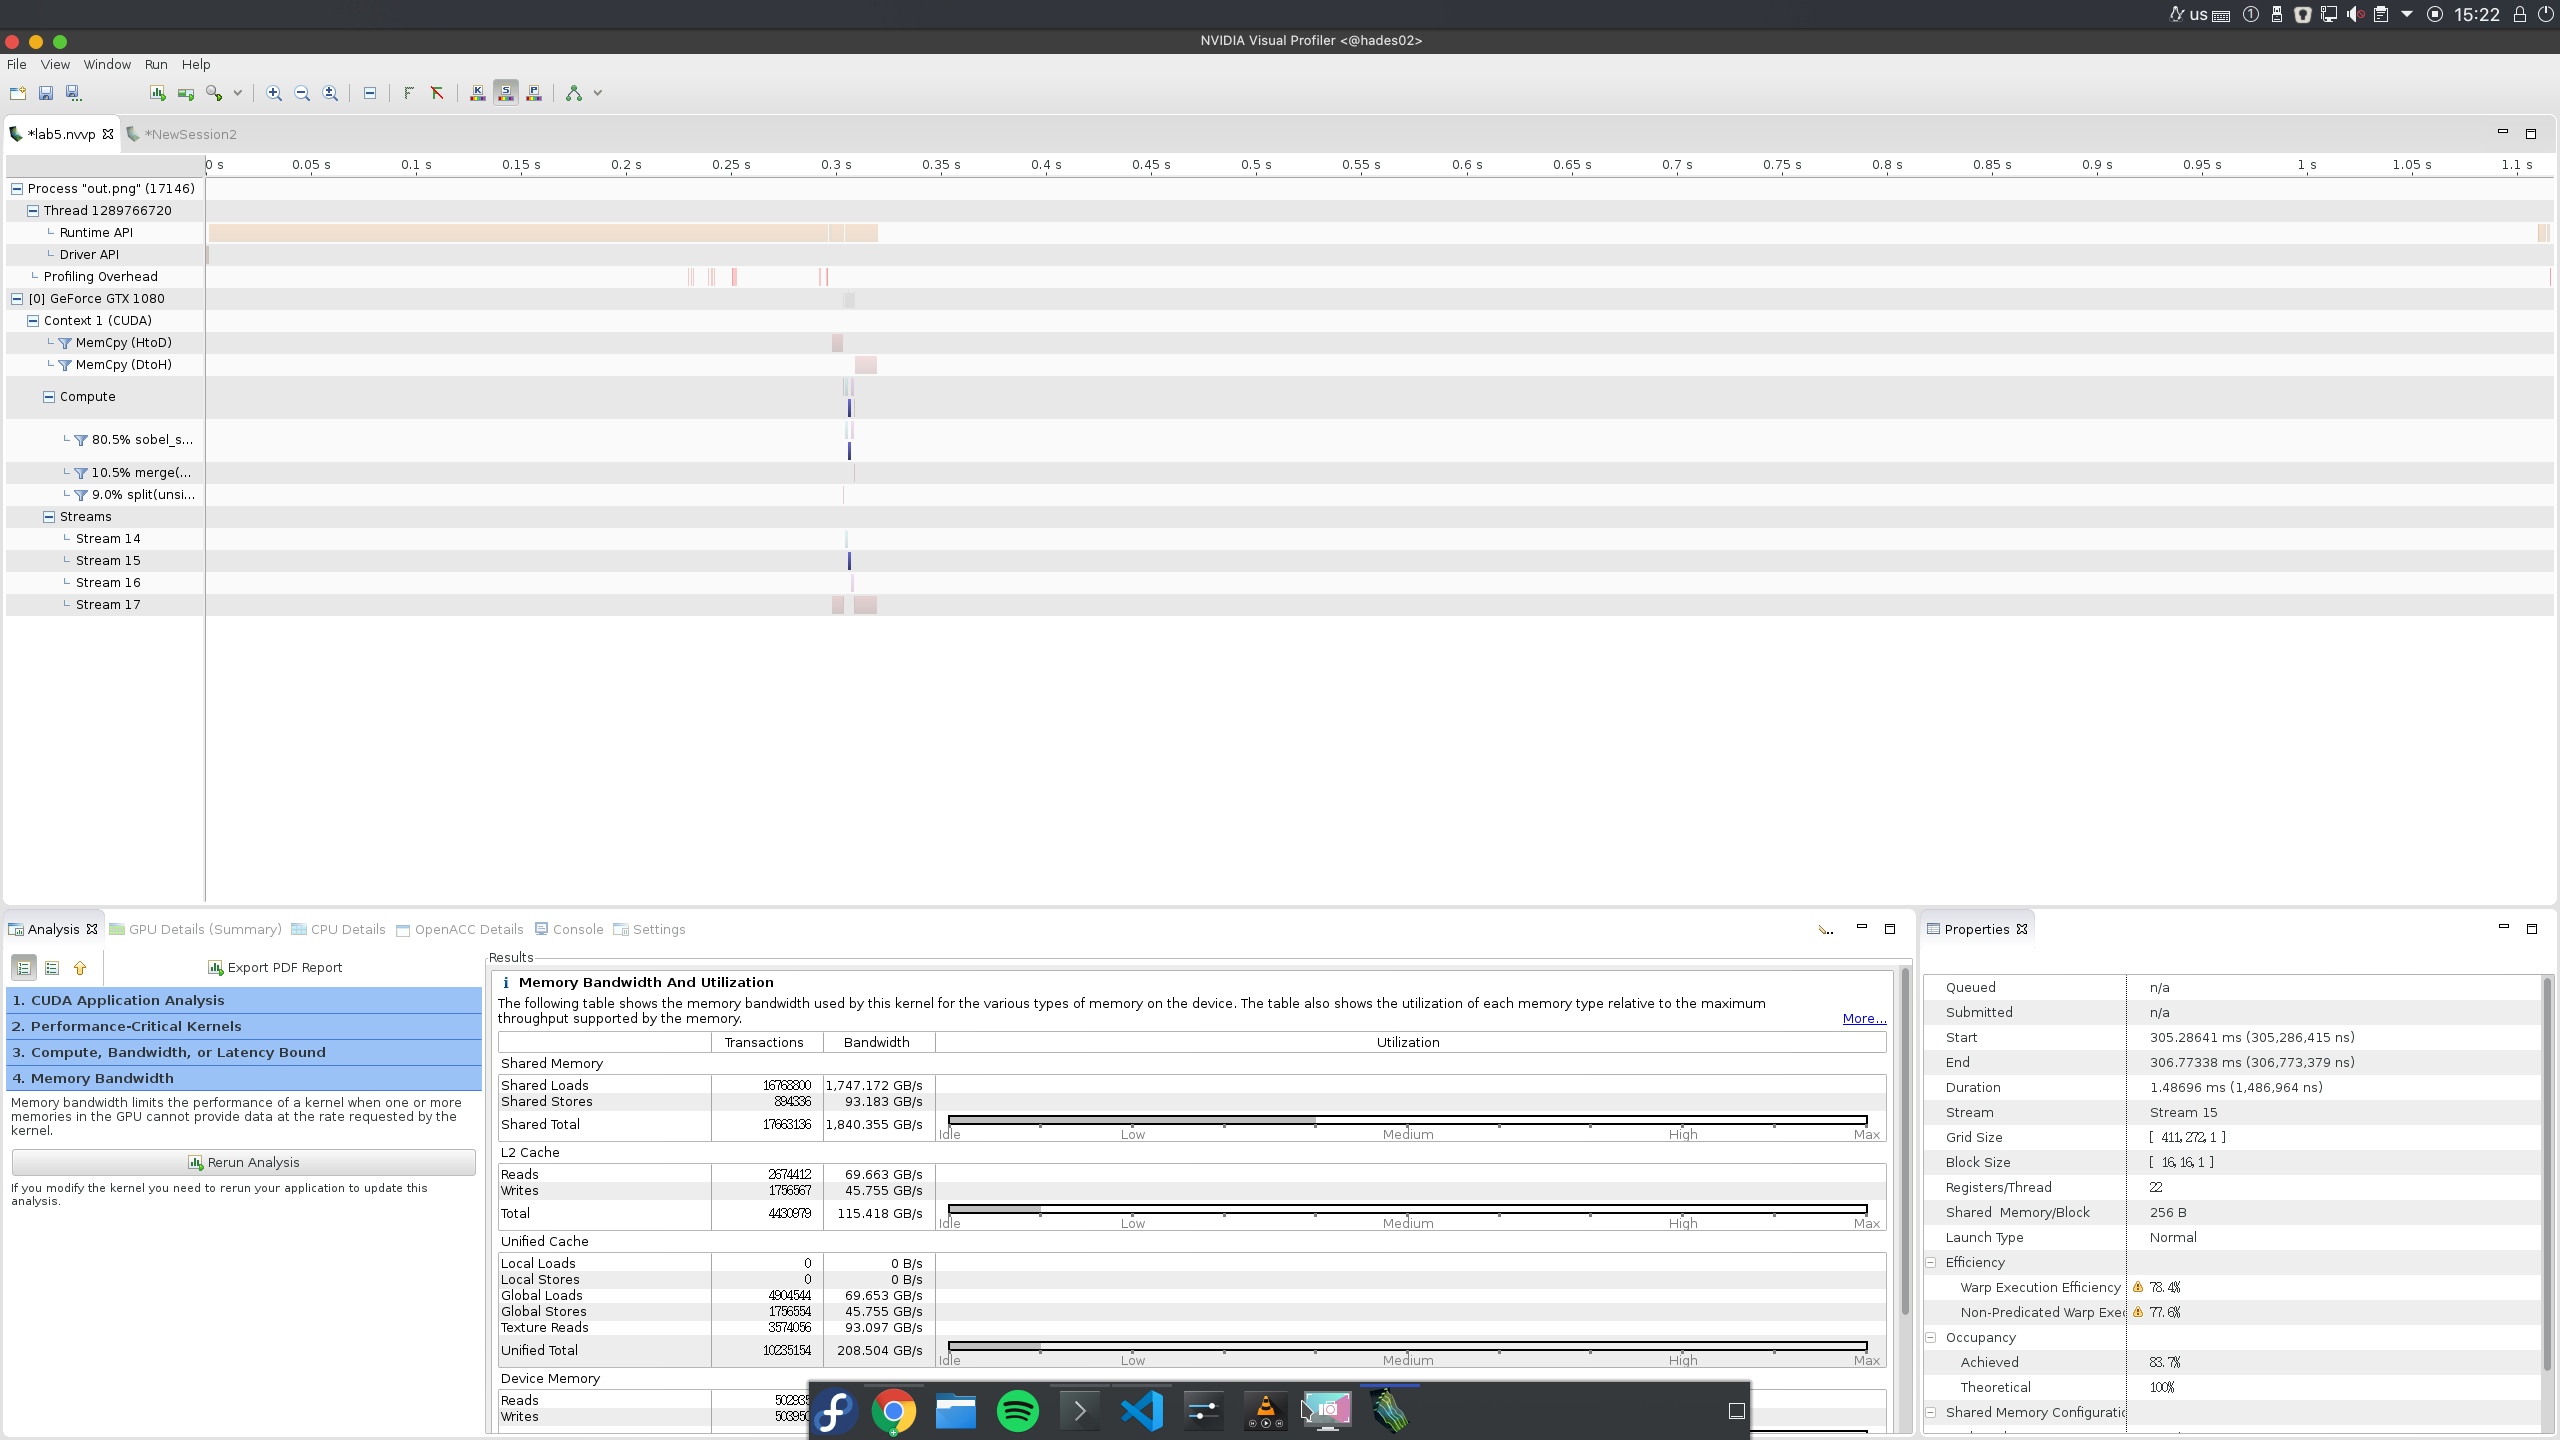 us
1
15:22
NVIDIA Visual Profiler <@hades02>
File View Window Run Help
*lab5.nvvp *NewSession2
0 s 0.05 s 0.1 s 0.15 s 0.2 s 0.25 s 0.3 s 0.35 s 0.4 s 0.45 s 0.5 s 0.55 s 0.6 s 0.65 s 0.7 s 0.75 s 0.8 s 0.85 s 0.9 s 0.95 s 1 s 1.05 s 1.1 s
Process "out.png" (17146)
Thread 1289766720
Runtime API
Driver API
Profiling Overhead
[0] GeForce GTX 1080
Context 1 (CUDA)
MemCpy (HtoD)
MemCpy (DtoH)
Compute
80.5% sobel_s...
10.5% merge(...
9.0% split(unsi...
Streams
Stream 14
Stream 15
Stream 16
Stream 17
Analysis GPU Details (Summary) CPU Details OpenACC Details Console Settings
Export PDF Report
1. CUDA Application Analysis
2. Performance-Critical Kernels
3. Compute, Bandwidth, or Latency Bound
4. Memory Bandwidth
Memory bandwidth limits the performance of a kernel when one or more
memories in the GPU cannot provide data at the rate requested by the
kernel.
Rerun Analysis
If you modify the kernel you need to rerun your application to update this
analysis.
Results
i Memory Bandwidth And Utilization
The following table shows the memory bandwidth used by this kernel for the various types of memory on the device. The table also shows the utilization of each memory type relative to the maximum
throughput supported by the memory.
More...
Transactions Bandwidth Utilization
Shared Memory
Shared Loads 16768800 1,747.172 GB/s
Shared Stores 894336 93.183 GB/s
Shared Total 17663136 1,840.355 GB/s
Idle Low Medium High Max
L2 Cache
Reads 2674412 69.663 GB/s
Writes 1756567 45.755 GB/s
Total 4430979 115.418 GB/s
Idle Low Medium High Max
Unified Cache
Local Loads 0 0 B/s
Local Stores 0 0 B/s
Global Loads 4904544 69.653 GB/s
Global Stores 1756554 45.755 GB/s
Texture Reads 3574056 93.097 GB/s
Unified Total 10235154 208.504 GB/s
Idle Low Medium High Max
Device Memory
Reads 502935
Writes 503950
Properties
Queued n/a
Submitted n/a
Start 305.28641 ms (305,286,415 ns)
End 306.77338 ms (306,773,379 ns)
Duration 1.48696 ms (1,486,964 ns)
Stream Stream 15
Grid Size [ 411,272,1 ]
Block Size [ 16,16,1 ]
Registers/Thread 22
Shared Memory/Block 256 B
Launch Type Normal
Efficiency
Warp Execution Efficiency 78.4%
Non-Predicated Warp Exec 77.6%
Occupancy
Achieved 83.7%
Theoretical 100%
Shared Memory Configuratio